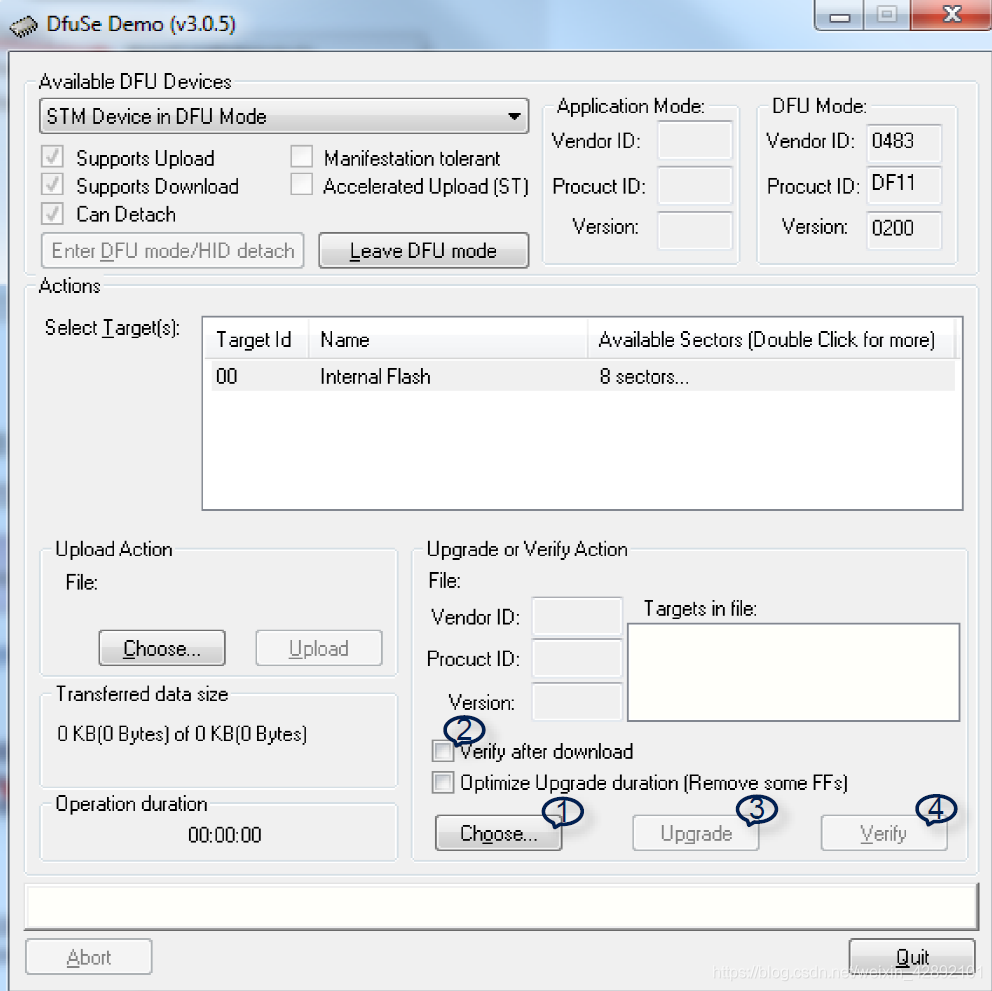 DfuSe Demo (v3.0.5)
Available DFU Devices
STM Device in DFU Mode
Supports Upload
Manifestation tolerant
Supports Download
Accelerated Upload (ST)
Can Detach
Enter DFU mode/HID detach
Leave DFU mode
Application Mode:
Vendor ID:
Procuct ID:
Version:
DFU Mode:
Vendor ID: 0483
Procuct ID: DF11
Version: 0200
Actions
Select Target(s):
Target Id Name Available Sectors (Double Click for more)
00 Internal Flash 8 sectors...
Upload Action
File:
Choose... Upload
Transferred data size
0 KB(0 Bytes) of 0 KB(0 Bytes)
Operation duration
00:00:00
Upgrade or Verify Action
File:
Vendor ID:
Procuct ID:
Version:
Targets in file:
2
Verify after download
Optimize Upgrade duration (Remove some FFs)
1 3 4
Choose... Upgrade Verify
Abort Quit